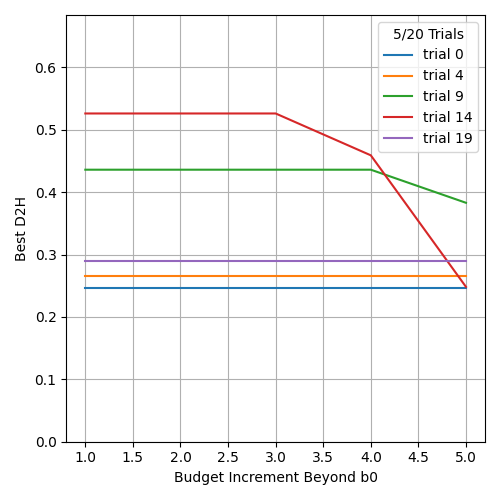 5/20 Trials
trial 0
trial 4
trial 9
trial 14
trial 19
Best D2H
0.6
0.5
0.4
0.3
0.2
0.1
0.0
1.0 1.5 2.0 2.5 3.0 3.5 4.0 4.5 5.0
Budget Increment Beyond b0